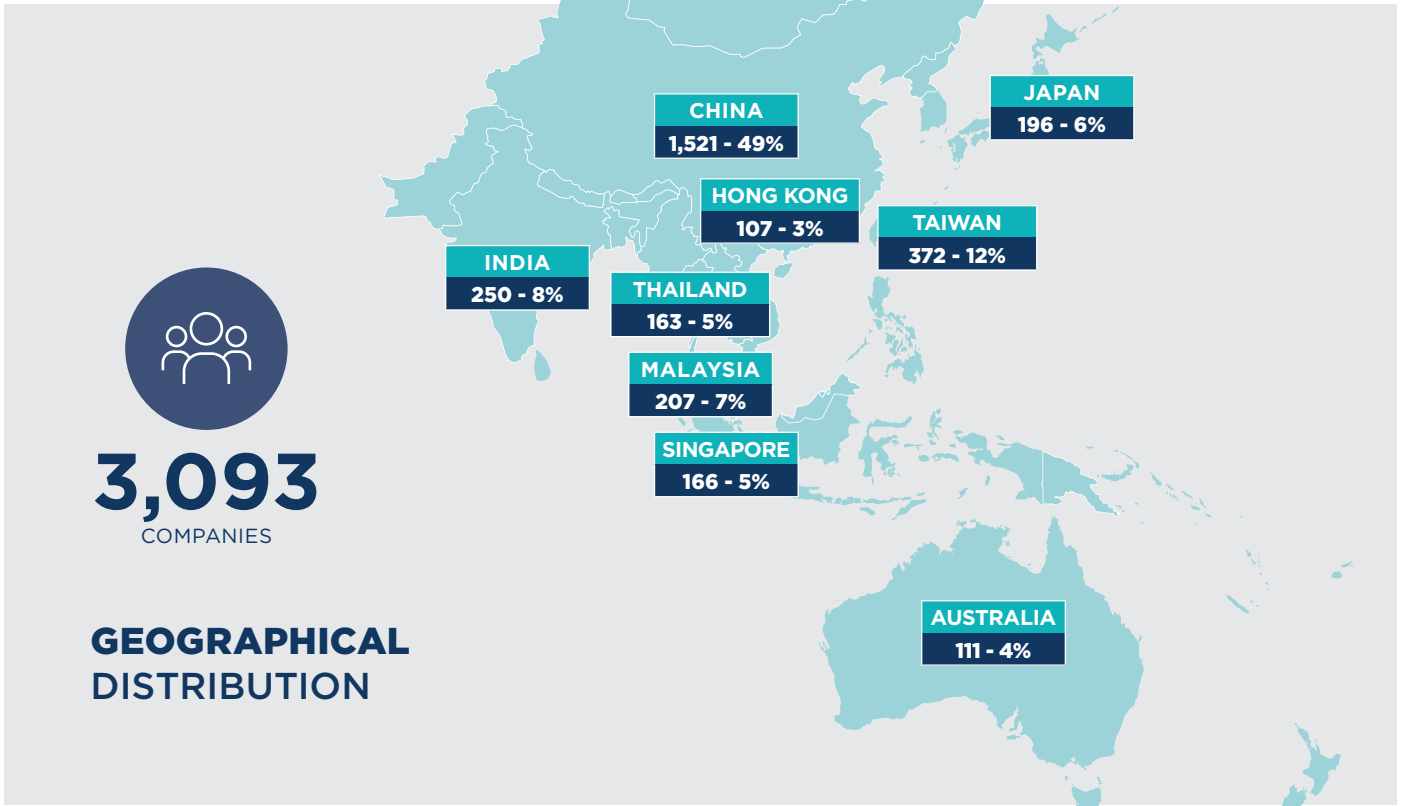 JAPAN
196 - 6%
CHINA
1,521 - 49%
HONG KONG
107 - 3%
TAIWAN
372 - 12%
INDIA
250 - 8%
THAILAND
163 - 5%
MALAYSIA
207 - 7%
SINGAPORE
166 - 5%
3,093
COMPANIES
GEOGRAPHICAL
DISTRIBUTION
AUSTRALIA
111 - 4%